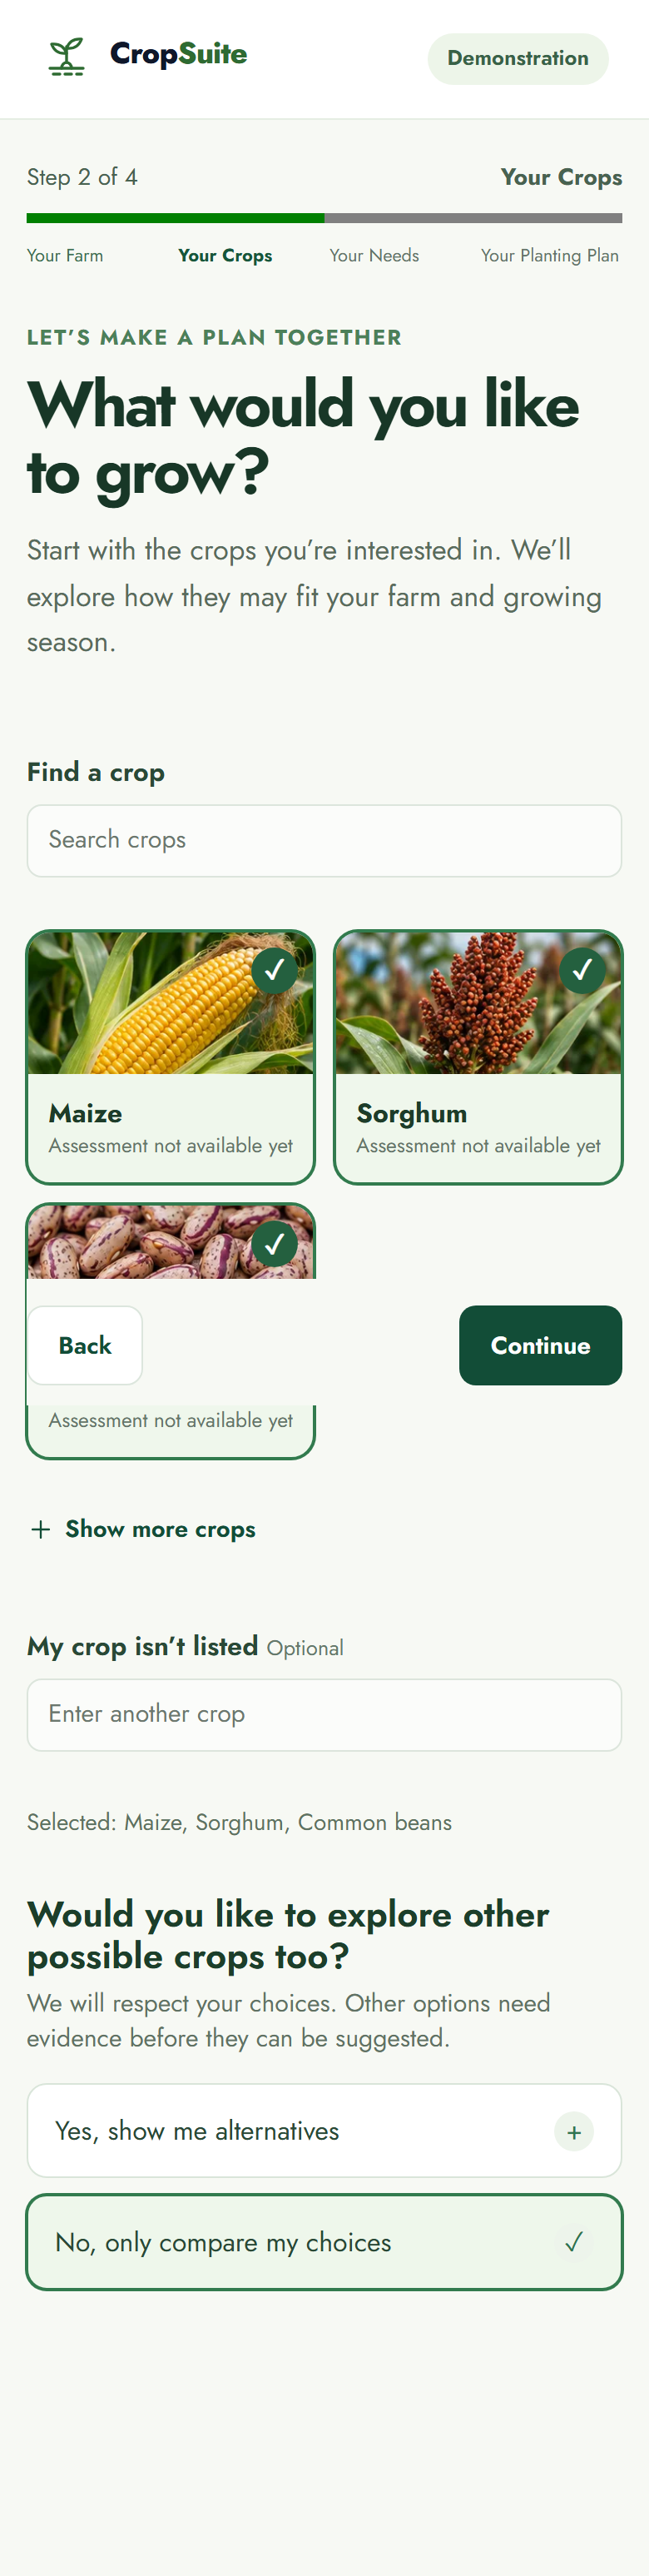 CropSuite
Demonstration
Step 2 of 4
Your Crops
Your Farm
Your Crops
Your Needs
Your Planting Plan
LET’S MAKE A PLAN TOGETHER
What would you like
to grow?
Start with the crops you’re interested in. We’ll
explore how they may fit your farm and growing
season.
Find a crop
Search crops
Maize
Assessment not available yet
Sorghum
Assessment not available yet
Back
Continue
Assessment not available yet
+ Show more crops
My crop isn’t listed Optional
Enter another crop
Selected: Maize, Sorghum, Common beans
Would you like to explore other
possible crops too?
We will respect your choices. Other options need
evidence before they can be suggested.
Yes, show me alternatives
+
No, only compare my choices
✓